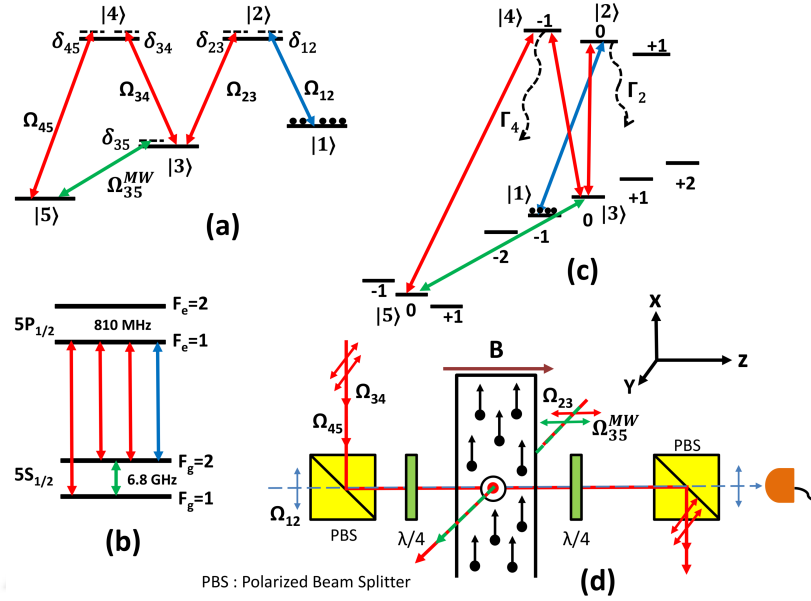 |4⟩
|2⟩
δ₄₅
δ₃₄
δ₂₃
δ₁₂
Ω₄₅
Ω₃₄
Ω₂₃
Ω₁₂
δ₃₅
|3⟩
|1⟩
Ω₃₅ᴹᵂ
|5⟩
(a)
|4⟩
-1
|2⟩
0
+1
Γ₄
Γ₂
|1⟩
-1
-2
0
|3⟩
+1
+2
-1
|5⟩
0
+1
(c)
5P₁/₂
Fₑ=2
810 MHz
Fₑ=1
5S₁/₂
F_g=2
6.8 GHz
F_g=1
(b)
X
Y
Z
B
Ω₃₄
Ω₄₅
Ω₂₃
Ω₃₅ᴹᵂ
PBS
Ω₁₂
PBS
λ/4
λ/4
(d)
PBS : Polarized Beam Splitter